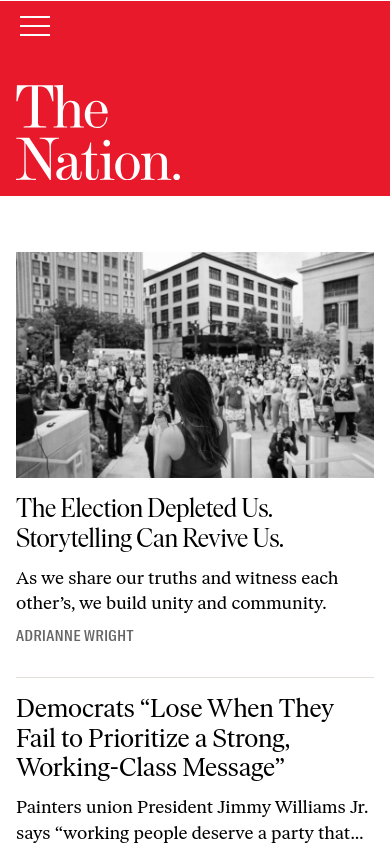 The
Nation.
The Election Depleted Us.
Storytelling Can Revive Us.
As we share our truths and witness each
other’s, we build unity and community.
ADRIANNE WRIGHT
Democrats “Lose When They
Fail to Prioritize a Strong,
Working-Class Message”
Painters union President Jimmy Williams Jr.
says “working people deserve a party that...